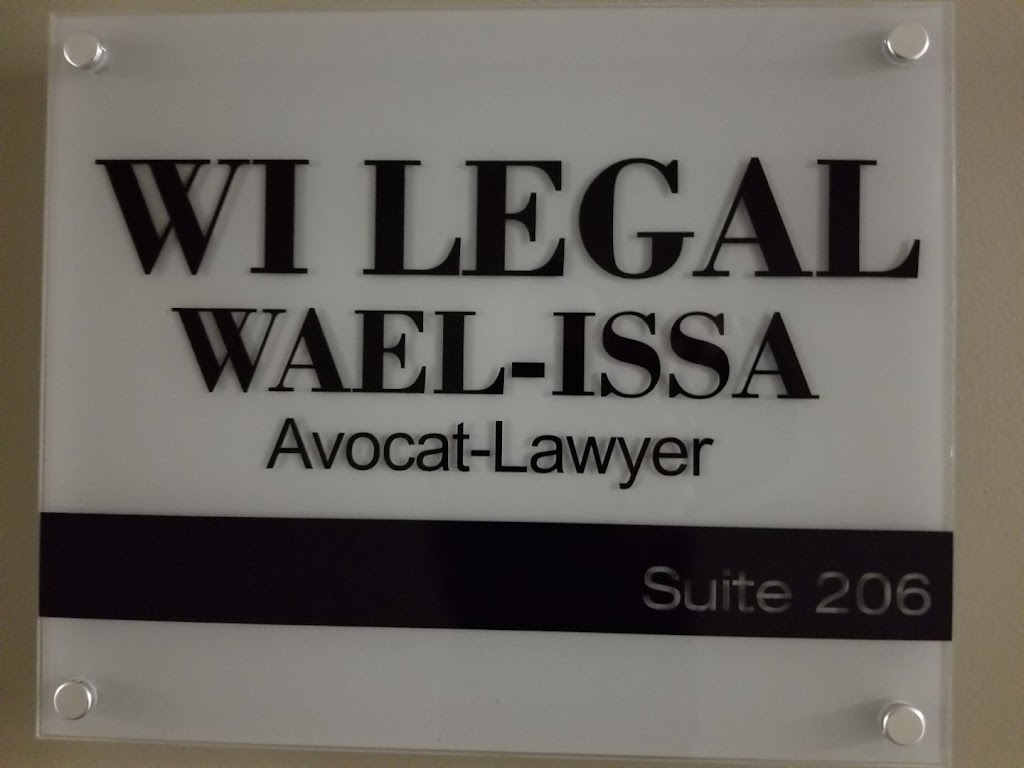 WI LEGAL
WAEL-ISSA
Avocat-Lawyer
Suite 206